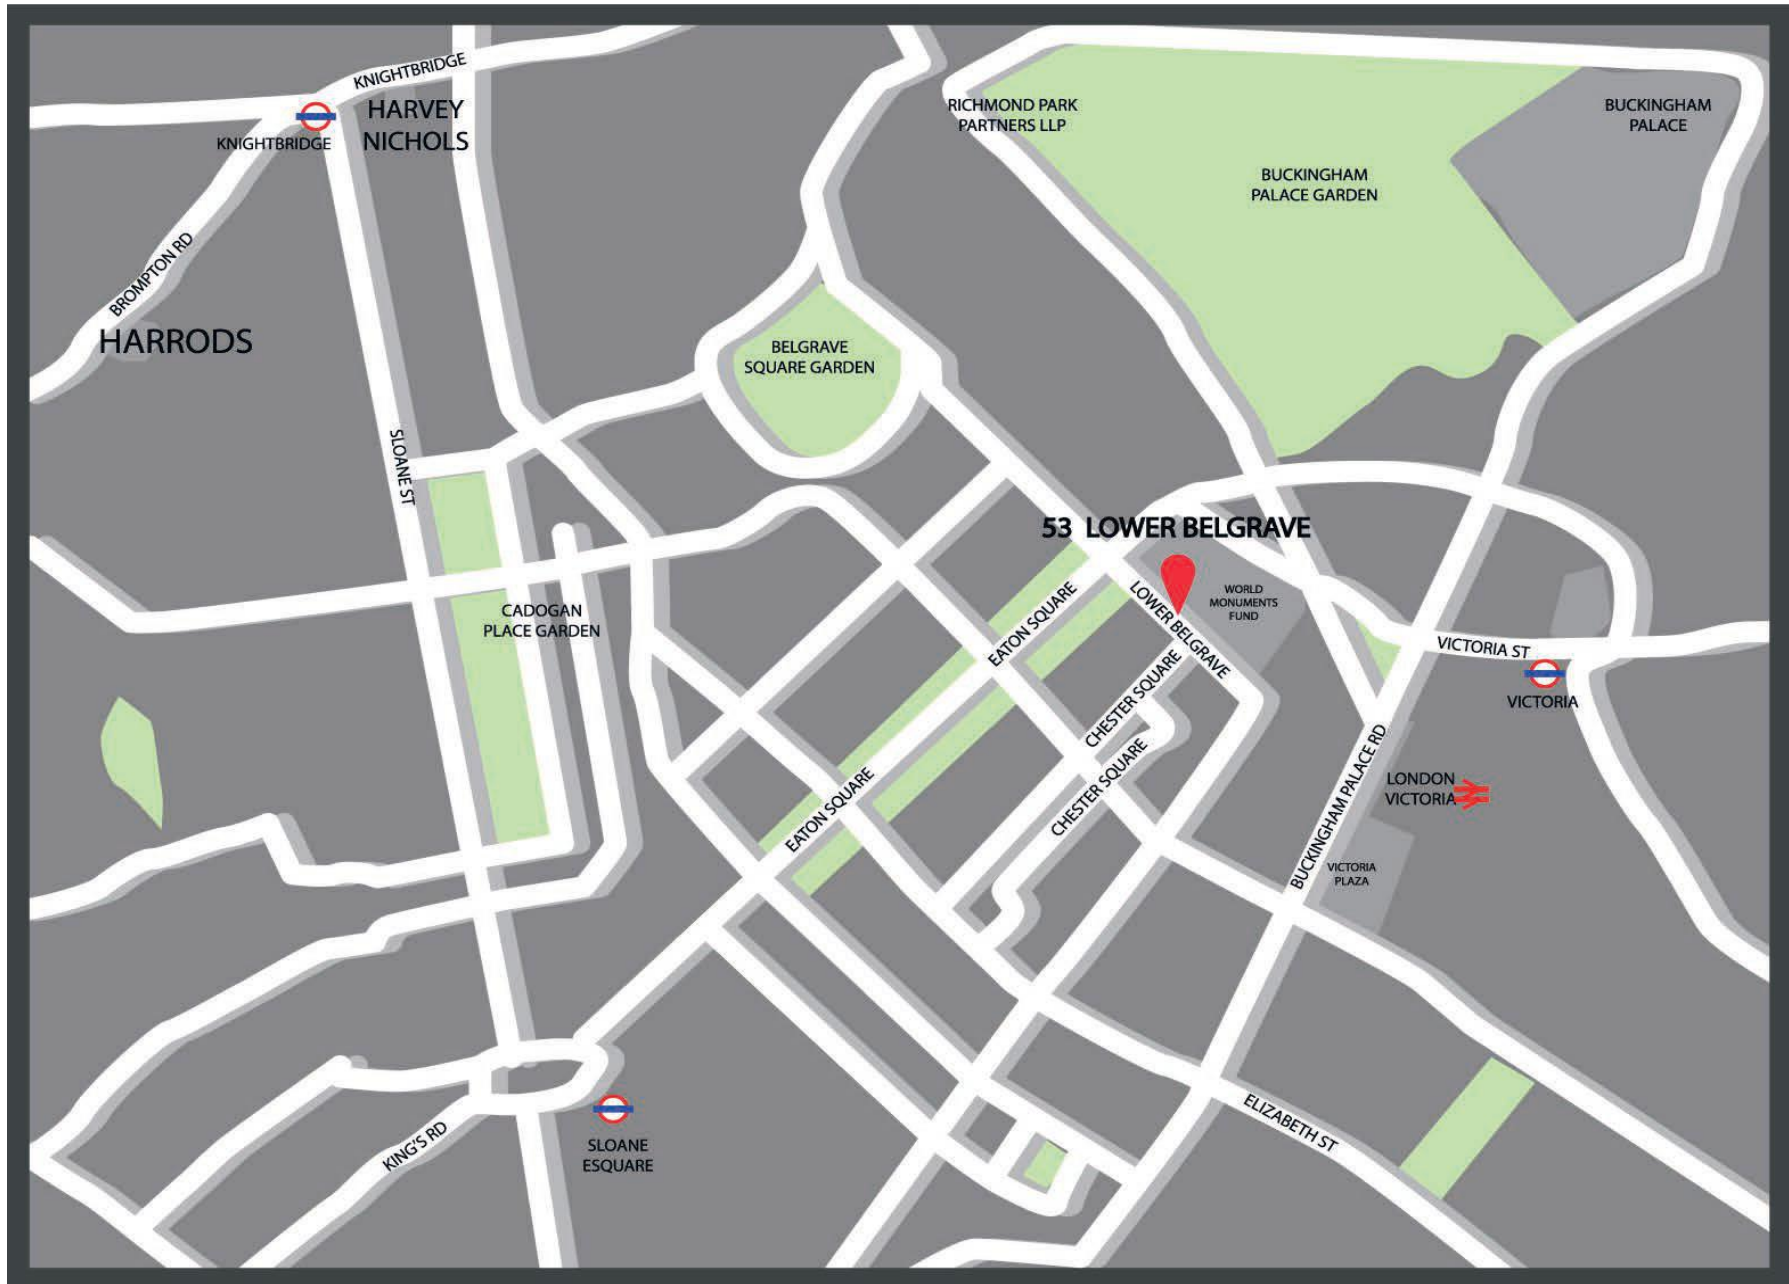 KNIGHTBRIDGE
HARVEY
NICHOLS
KNIGHTBRIDGE
RICHMOND PARK
PARTNERS LLP
BUCKINGHAM
PALACE
BUCKINGHAM
PALACE GARDEN
BROMPTON RD
HARRODS
BELGRAVE
SQUARE GARDEN
SLOANE ST
53 LOWER BELGRAVE
WORLD
MONUMENTS
FUND
LOWER BELGRAVE
EATON SQUARE
CADOGAN
PLACE GARDEN
VICTORIA ST
VICTORIA
CHESTER SQUARE
CHESTER SQUARE
EATON SQUARE
BUCKINGHAM PALACE RD
LONDON
VICTORIA
VICTORIA
PLAZA
ELIZABETH ST
KING'S RD
SLOANE
ESQUARE